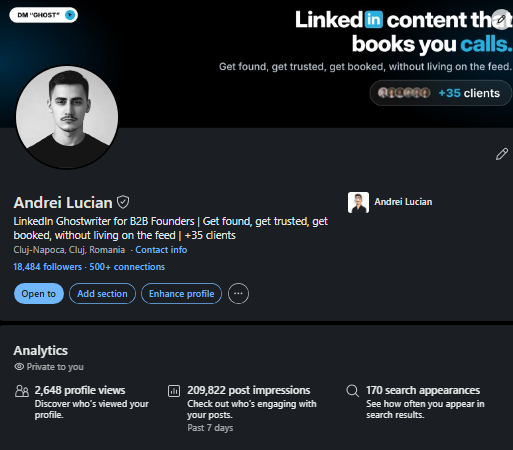 DM "GHOST"
Linked in content that
books you calls.
Get found, get trusted, get booked, without living on the feed.
+35 clients
Andrei Lucian
Andrei Lucian
LinkedIn Ghostwriter for B2B Founders | Get found, get trusted, get
booked, without living on the feed | +35 clients
Cluj-Napoca, Cluj, Romania · Contact info
18,484 followers · 500+ connections
Open to
Add section
Enhance profile
Analytics
Private to you
2,648 profile views
Discover who's viewed your
profile.
209,822 post impressions
Check out who's engaging with
your posts.
Past 7 days
170 search appearances
See how often you appear in
search results.